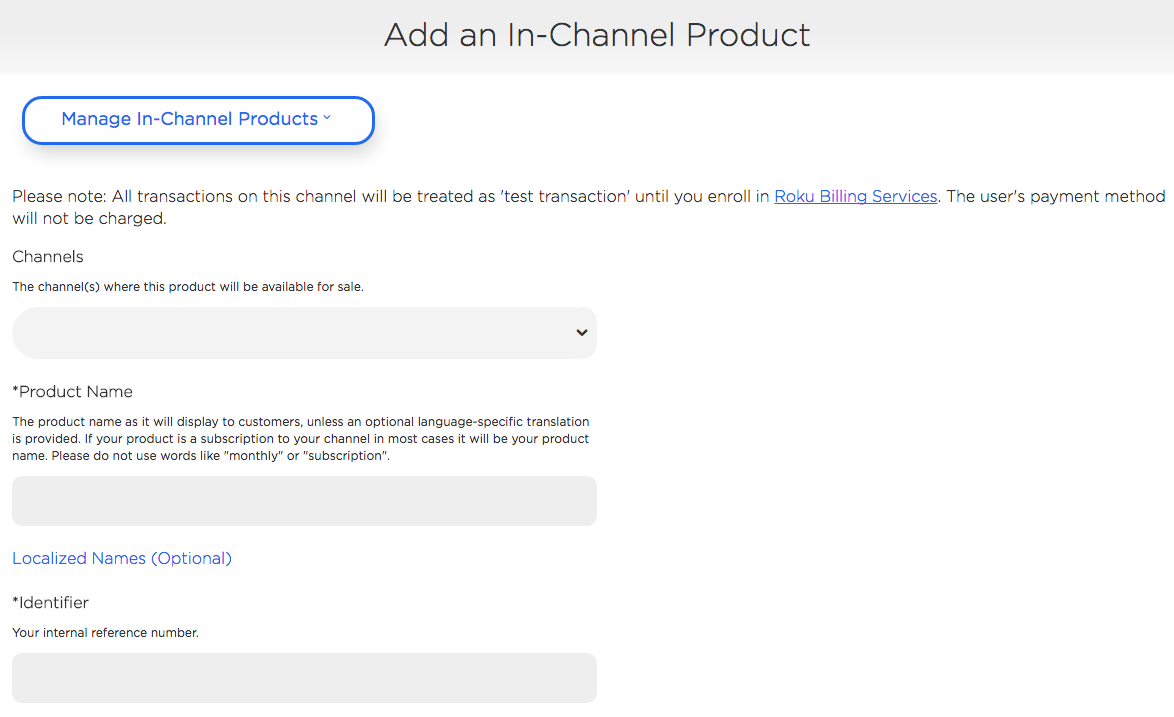 Add an In-Channel Product
Manage In-Channel Products
Please note: All transactions on this channel will be treated as 'test transaction' until you enroll in Roku Billing Services. The user's payment method
will not be charged.
Channels
The channel(s) where this product will be available for sale.
*Product Name
The product name as it will display to customers, unless an optional language-specific translation
is provided. If your product is a subscription to your channel in most cases it will be your product
name. Please do not use words like "monthly" or "subscription".
Localized Names (Optional)
*Identifier
Your internal reference number.